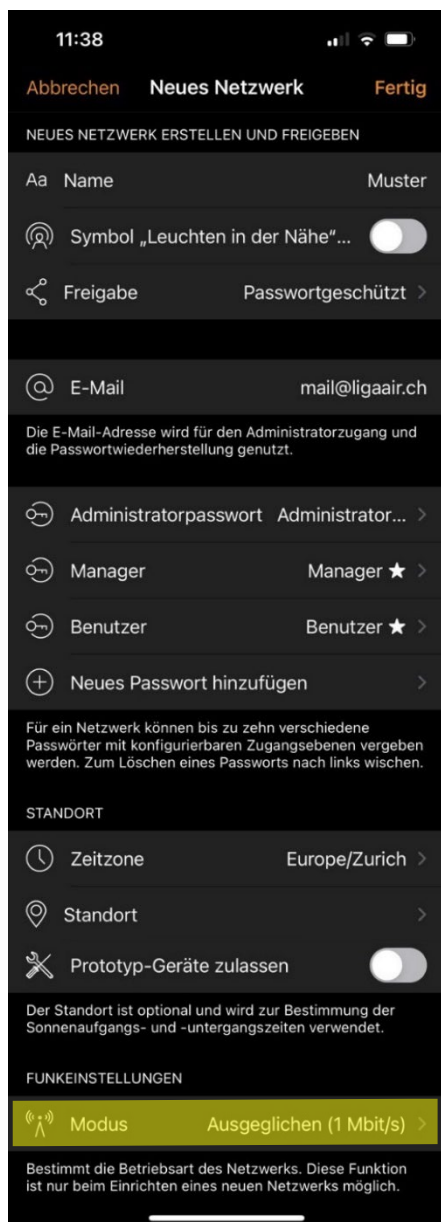 11:38
Abbrechen Neues Netzwerk Fertig
NEUES NETZWERK ERSTELLEN UND FREIGEBEN
Aa Name Muster
Symbol „Leuchten in der Nähe“...
Freigabe Passwortgeschützt
E-Mail mail@ligaair.ch
Die E-Mail-Adresse wird für den Administratorzugang und
die Passwortwiederherstellung genutzt.
Administratorpasswort Administrator...
Manager Manager ★
Benutzer Benutzer ★
Neues Passwort hinzufügen
Für ein Netzwerk können bis zu zehn verschiedene
Passwörter mit konfigurierbaren Zugangsebenen vergeben
werden. Zum Löschen eines Passworts nach links wischen.
STANDORT
Zeitzone Europe/Zurich
Standort
Prototyp-Geräte zulassen
Der Standort ist optional und wird zur Bestimmung der
Sonnenaufgangs- und -untergangszeiten verwendet.
FUNKEINSTELLUNGEN
Modus Ausgeglichen (1 Mbit/s)
Bestimmt die Betriebsart des Netzwerks. Diese Funktion
ist nur beim Einrichten eines neuen Netzwerks möglich.